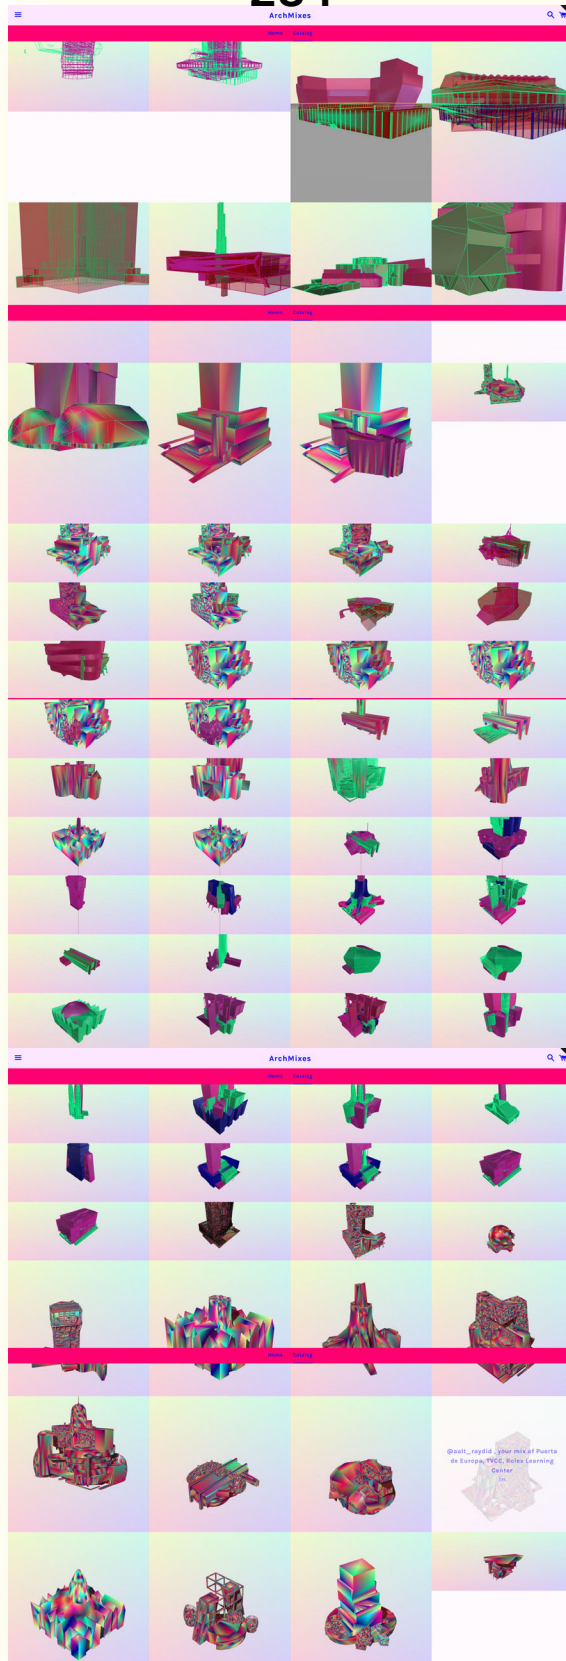 ArchMixes
Home Catalog
Home Catalog
ArchMixes
Home Catalog
Home Catalog
@aalt_raydid , your mix of Puerta
de Europa, TVCC, Rolex Learning
Center